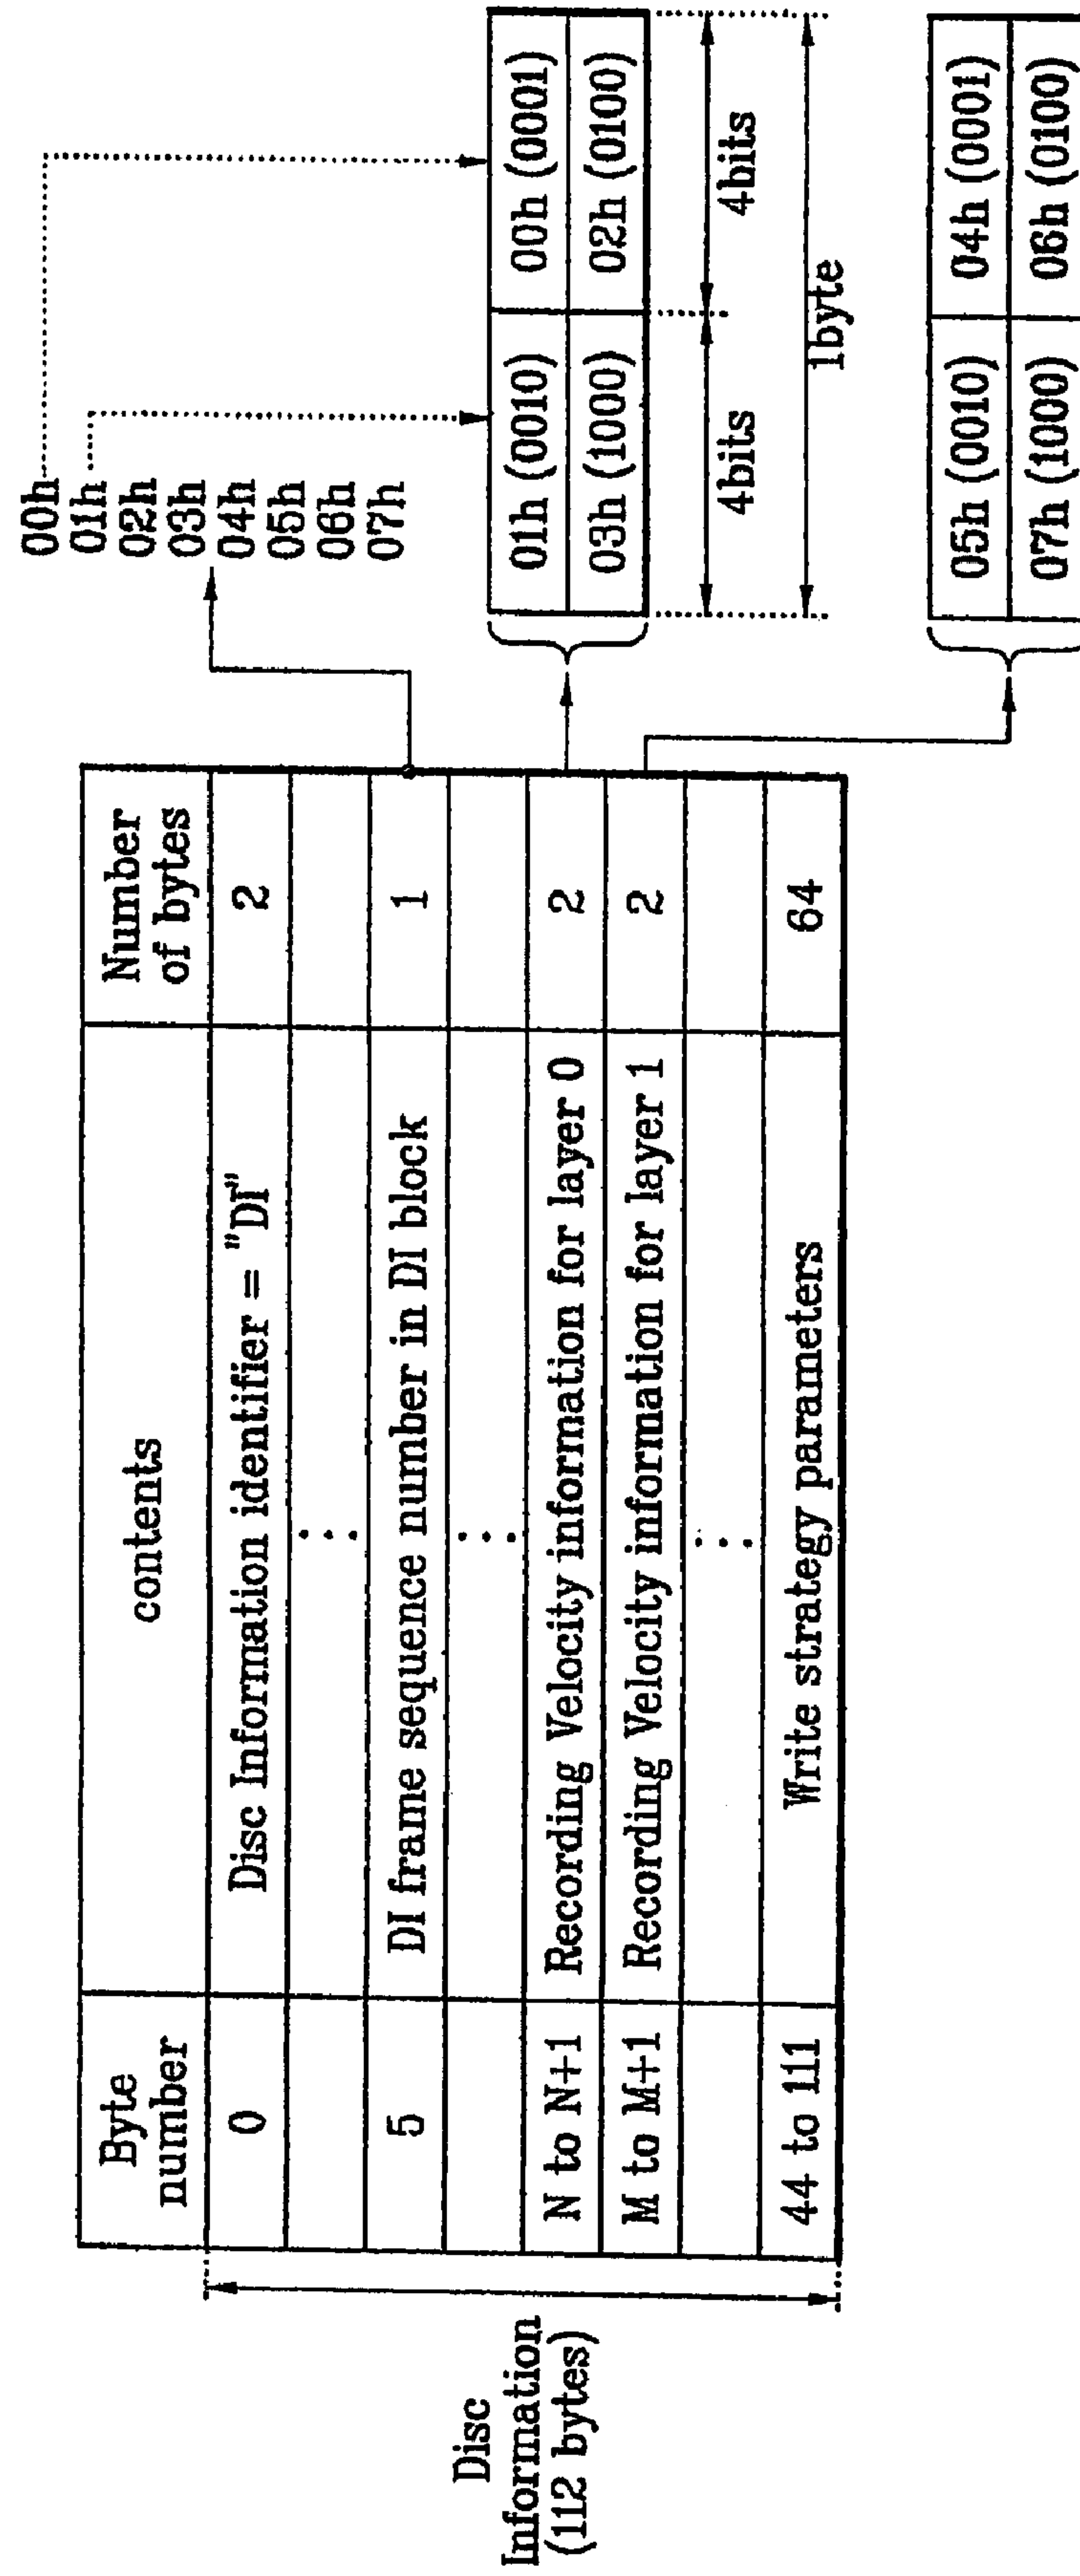 Disc
Information
(112 bytes)
Byte
number
contents
Number
of bytes
0
Disc Information identifier = "DI"
2
5
DI frame sequence number in DI block
1
N to N+1
Recording Velocity information for layer 0
2
M to M+1
Recording Velocity information for layer 1
2
44 to 111
Write strategy parameters
64
00h
01h
02h
03h
04h
05h
06h
07h
01h (0010)
00h (0001)
03h (1000)
02h (0100)
4bits
4bits
1byte
05h (0010)
04h (0001)
07h (1000)
06h (0100)